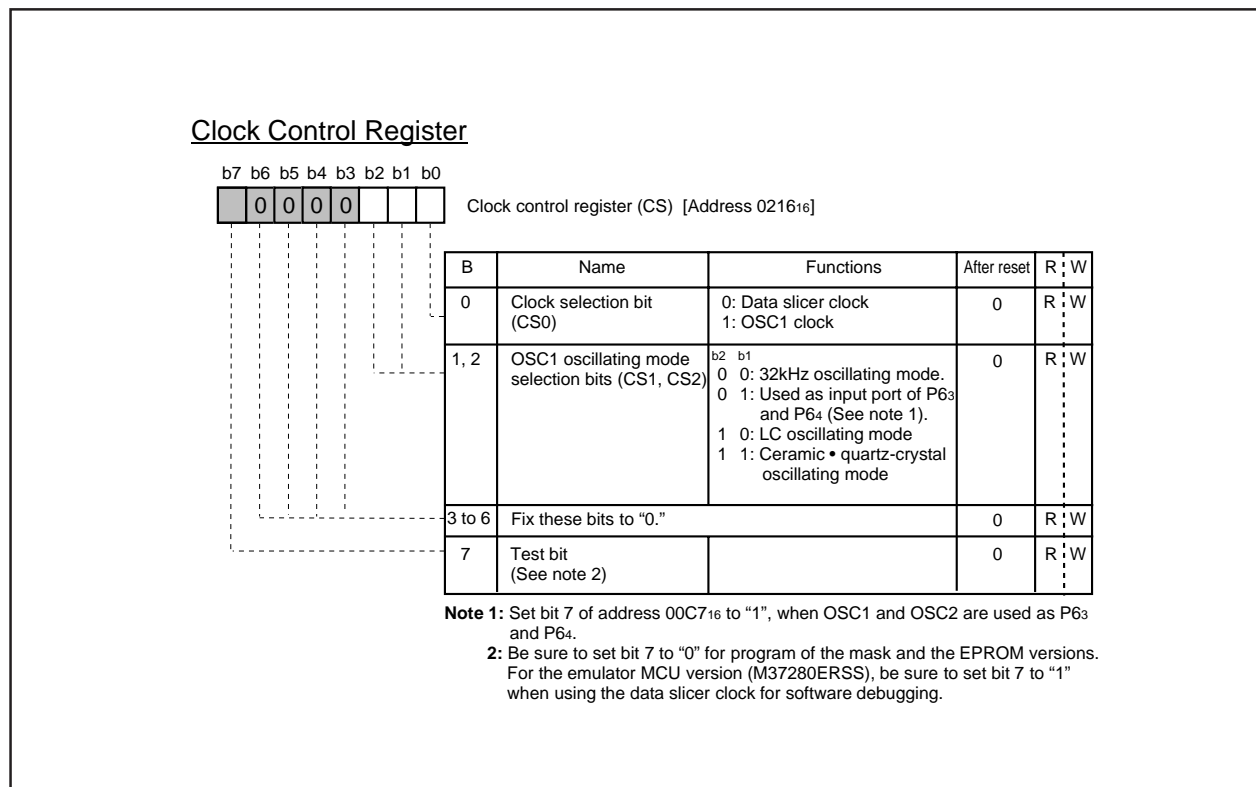 Clock Control Register
b7 b6 b5 b4 b3 b2 b1 b0
0 0 0 0
Clock control register (CS) [Address 021616]
B Name Functions After reset R W
0 Clock selection bit 0: Data slicer clock 0 R W
(CS0) 1: OSC1 clock
1, 2 OSC1 oscillating mode b2 b1 0 R W
selection bits (CS1, CS2) 0 0: 32kHz oscillating mode.
0 1: Used as input port of P63
and P64 (See note 1).
1 0: LC oscillating mode
1 1: Ceramic • quartz-crystal
oscillating mode
3 to 6 Fix these bits to “0.” 0 R W
7 Test bit 0 R W
(See note 2)
Note 1: Set bit 7 of address 00C716 to “1”, when OSC1 and OSC2 are used as P63
and P64.
2: Be sure to set bit 7 to “0” for program of the mask and the EPROM versions.
For the emulator MCU version (M37280ERSS), be sure to set bit 7 to “1”
when using the data slicer clock for software debugging.